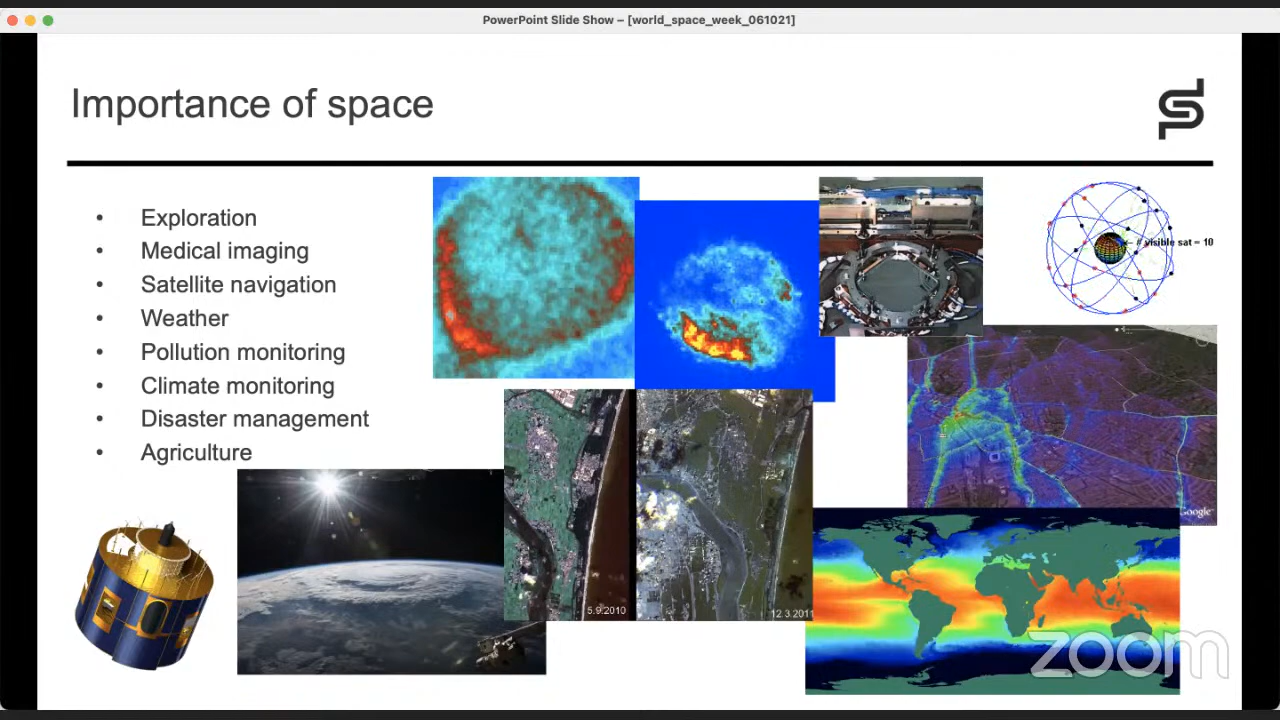 PowerPoint Slide Show – [world_space_week_061021]
Importance of space
• Exploration
• Medical imaging
• Satellite navigation
• Weather
• Pollution monitoring
• Climate monitoring
• Disaster management
• Agriculture
# visible sat = 10
5.9.2010
12.3.2011
Google
zoom